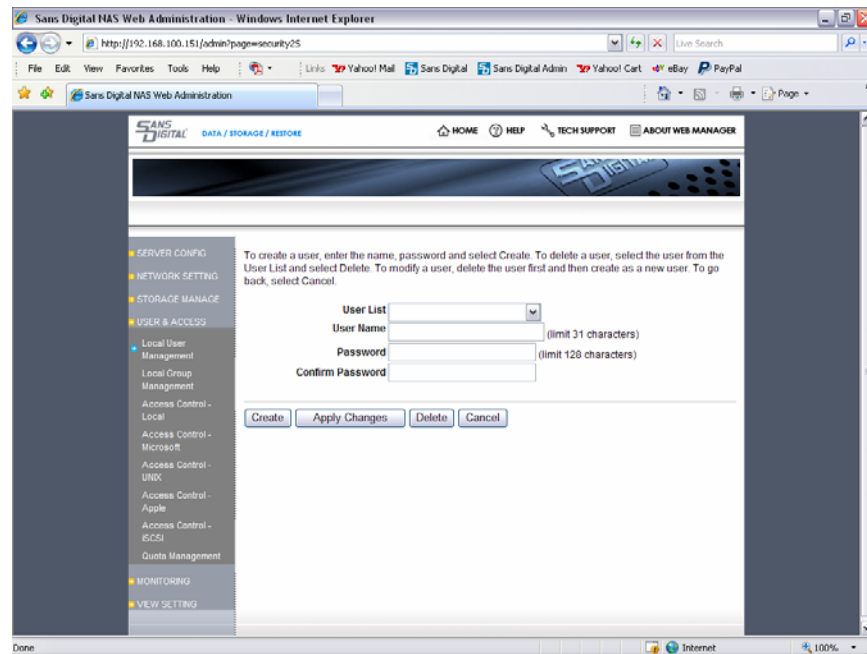 Sans Digital NAS Web Administration - Windows Internet Explorer
http://192.168.100.151/admin?page=security25
Live Search
File Edit View Favorites Tools Help
Links Yahoo! Mail Sans Digital Sans Digital Admin Yahoo! Cart eBay PayPal
Sans Digital NAS Web Administration
Page
SANS DIGITAL DATA / STORAGE / RESTORE
HOME HELP TECH SUPPORT ABOUT WEB MANAGER
SANS DIGITAL
SERVER CONFIG
NETWORK SETTING
STORAGE MANAGE
USER & ACCESS
Local User
Management
Local Group
Management
Access Control -
Local
Access Control -
Microsoft
Access Control -
UNIX
Access Control -
Apple
Access Control -
iSCSI
Quota Management
MONITORING
VIEW SETTING
To create a user, enter the name, password and select Create. To delete a user, select the user from the
User List and select Delete. To modify a user, delete the user first and then create as a new user. To go
back, select Cancel.
User List
User Name (limit 31 characters)
Password (limit 128 characters)
Confirm Password
Create Apply Changes Delete Cancel
Done Internet 100%